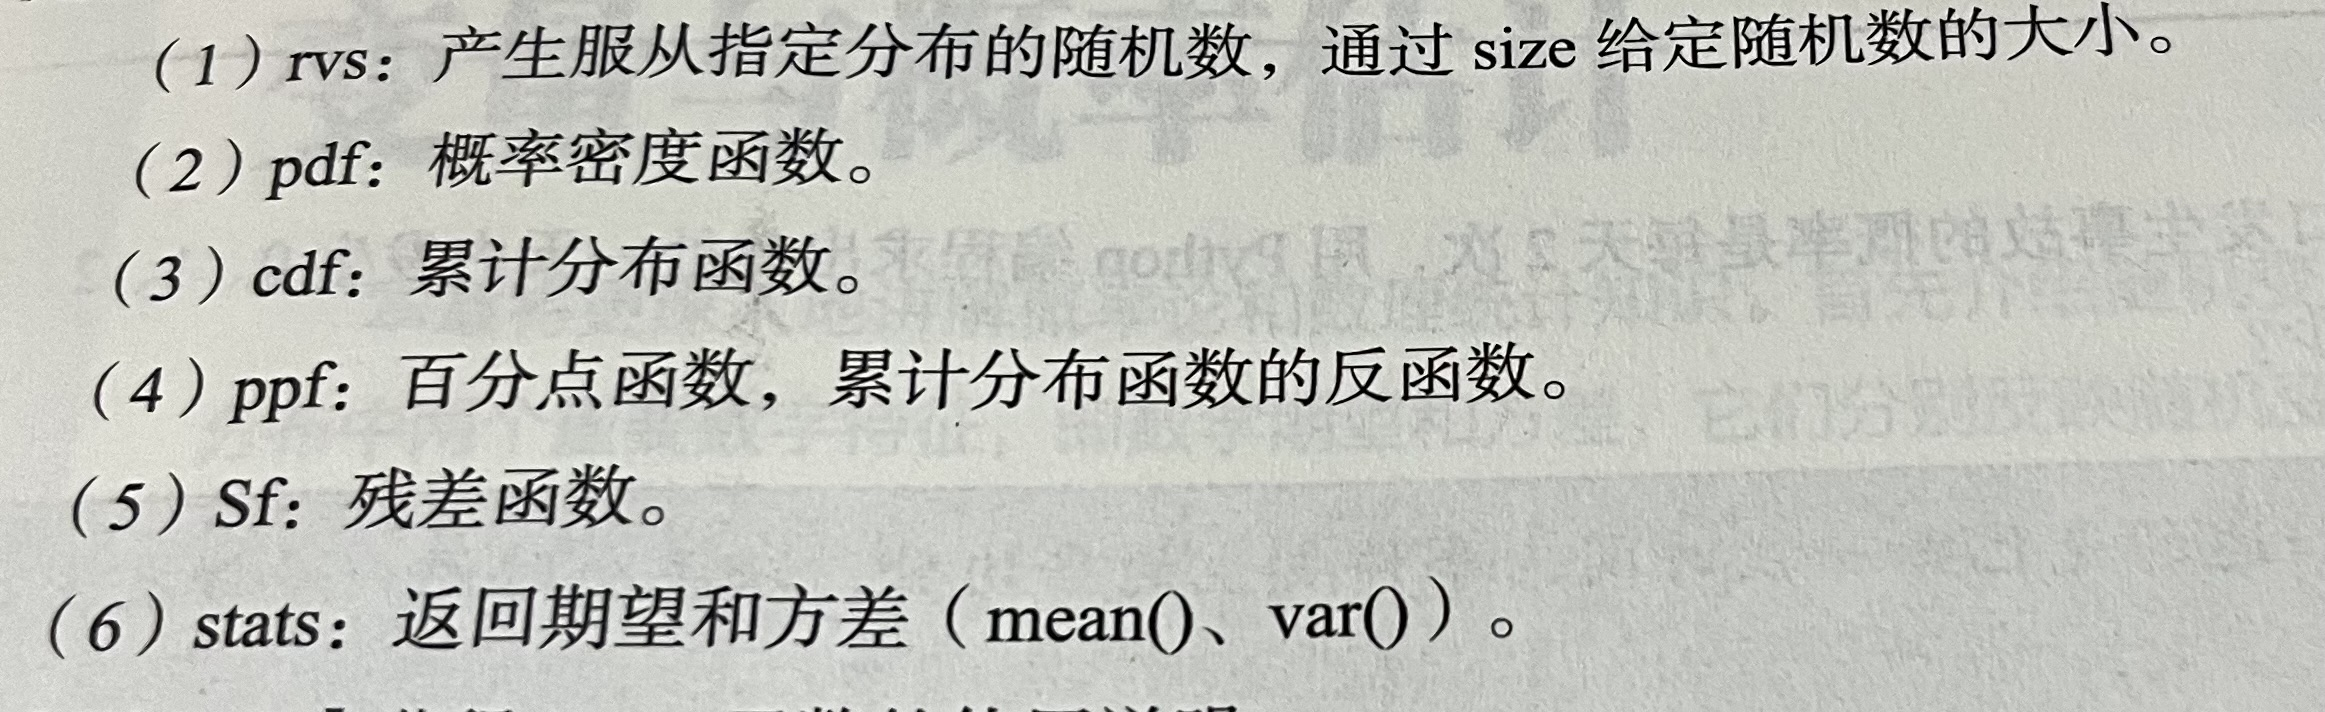 （1）rvs：产生服从指定分布的随机数，通过 size 给定随机数的大小。
（2）pdf：概率密度函数。
（3）cdf：累计分布函数。
（4）ppf：百分点函数，累计分布函数的反函数。
（5）Sf：残差函数。
（6）stats：返回期望和方差（mean()、var()）。